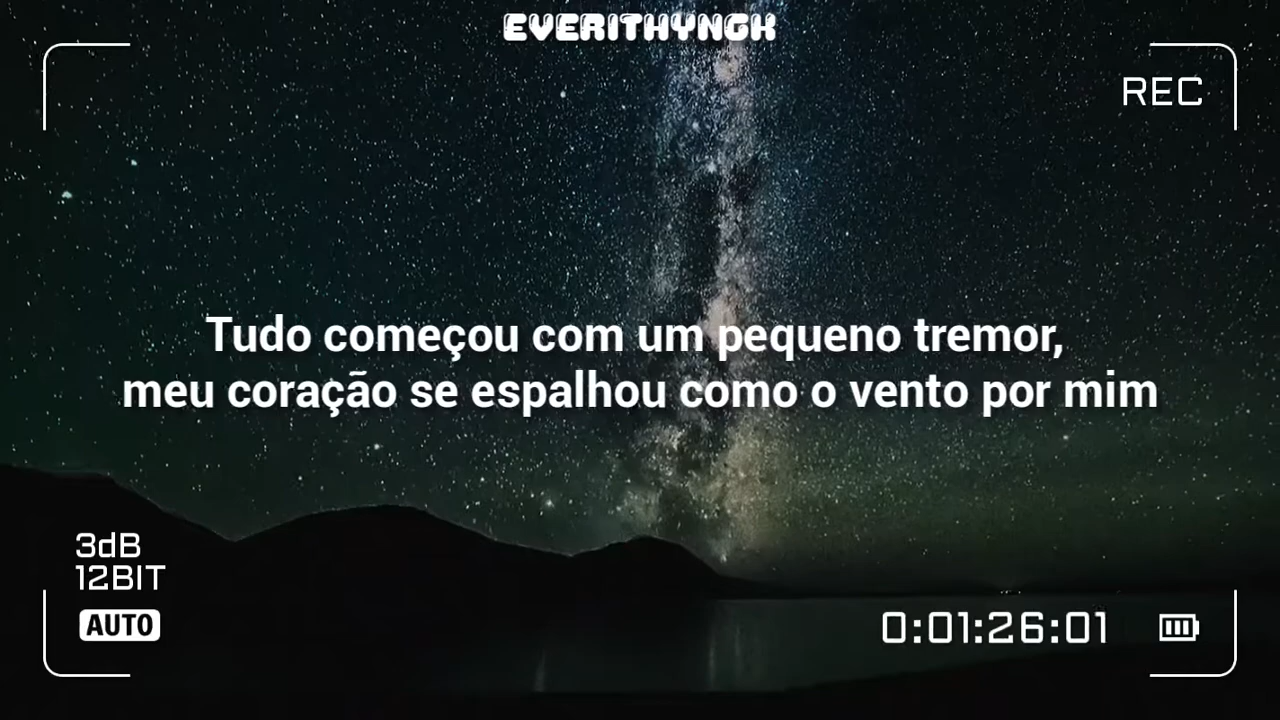 EVERITHYNGK
REC
Tudo começou com um pequeno tremor,
meu coração se espalhou como o vento por mim
3dB
12BIT
AUTO
0:01:26:01